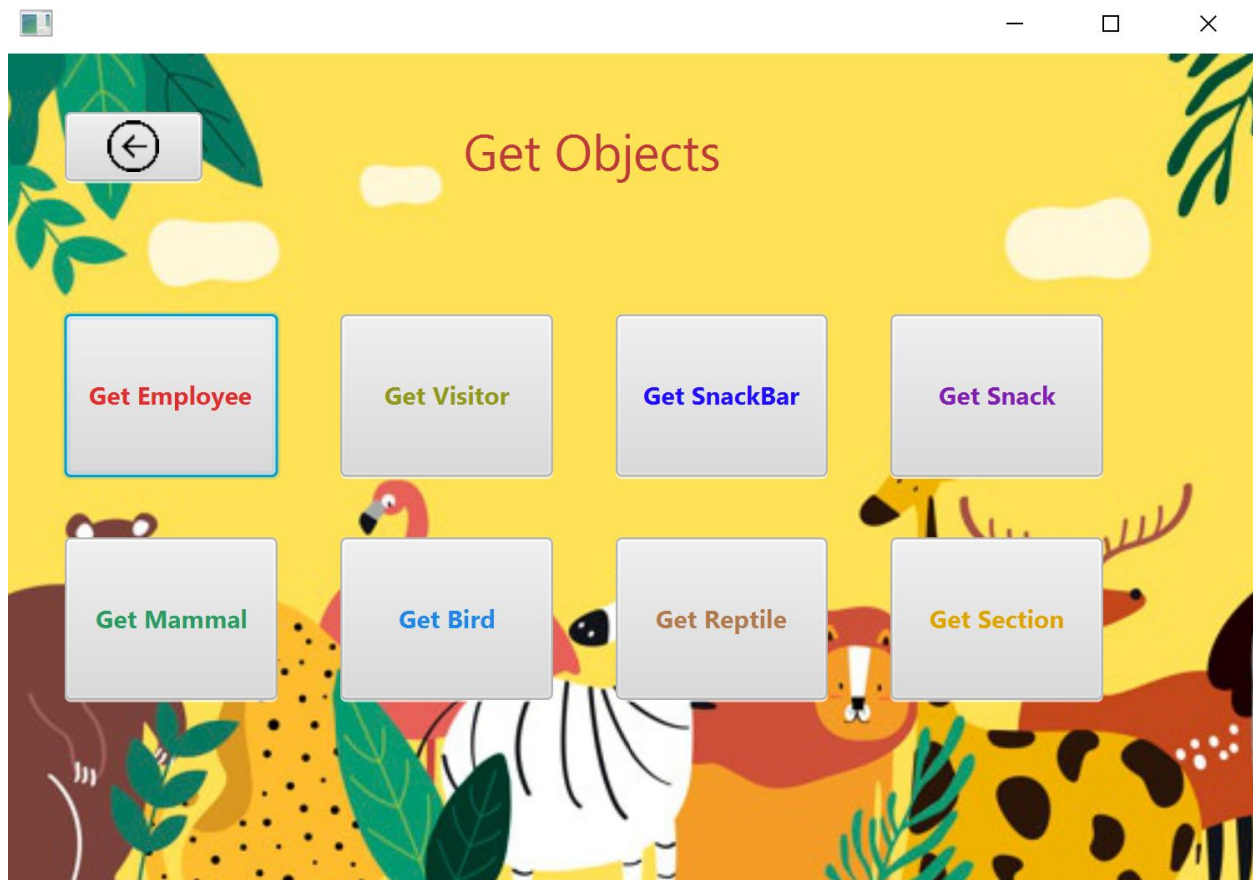 Get Objects
Get Employee
Get Visitor
Get SnackBar
Get Snack
Get Mammal
Get Bird
Get Reptile
Get Section